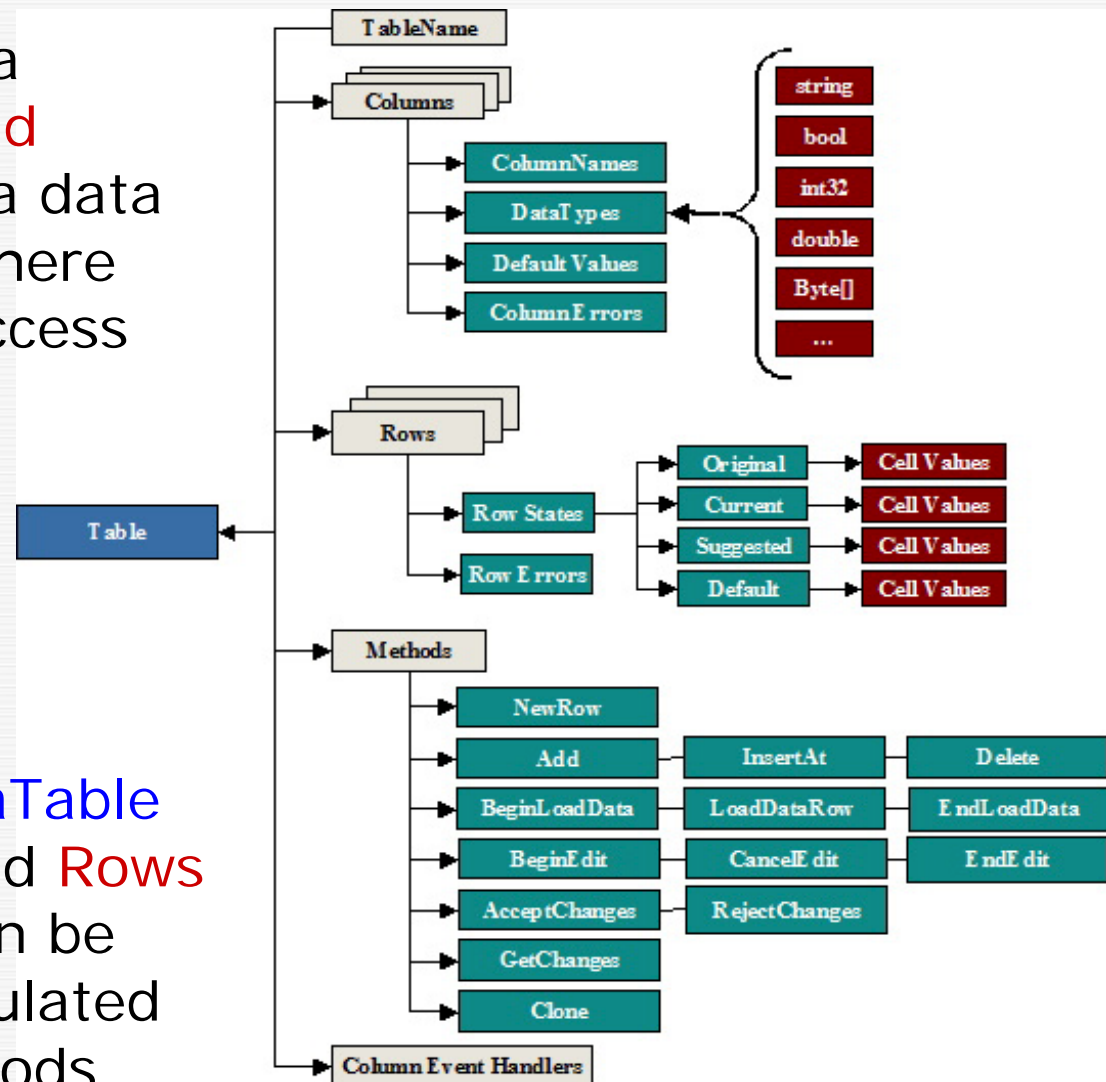 a
d
a data
here
ccess
aTable
d Rows
n be
ulated
ods
TableName
Columns
ColumnNames
DataTypes
Default Values
ColumnErrors
string
bool
int32
double
Byte[]
...
Rows
Row States
Row Errors
Original
Cell Values
Current
Cell Values
Suggested
Cell Values
Default
Cell Values
Table
Methods
NewRow
Add
InsertAt
Delete
BeginLoadData
LoadDataRow
EndLoadData
BeginEdit
CancelEdit
EndEdit
AcceptChanges
RejectChanges
GetChanges
Clone
Column Event Handlers